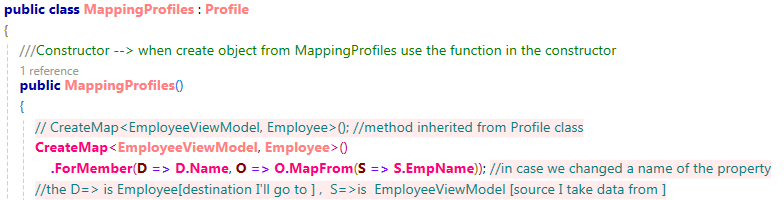 public class MappingProfiles : Profile
{
///Constructor --> when create object from MappingProfiles use the function in the constructor
1 reference
public MappingProfiles()
{
// CreateMap<EmployeeViewModel, Employee>(); //method inherited from Profile class
CreateMap<EmployeeViewModel, Employee>()
.ForMember(D => D.Name, O => O.MapFrom(S => S.EmpName)); //in case we changed a name of the property
//the D=> is Employee[destination I'll go to ] , S=>is EmployeeViewModel [source I take data from ]